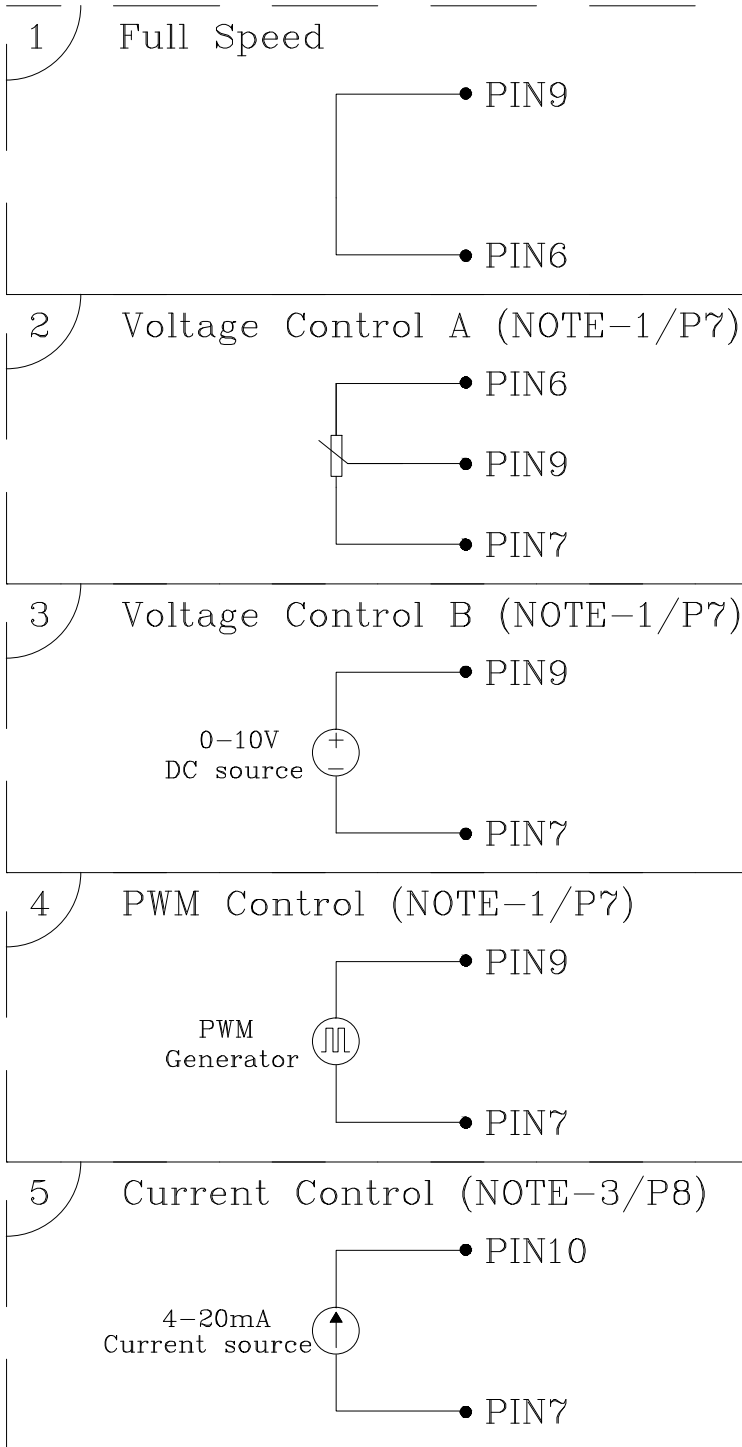 1 Full Speed
PIN9
PIN6
2 Voltage Control A (NOTE-1/P7)
PIN6
PIN9
PIN7
3 Voltage Control B (NOTE-1/P7)
PIN9
0-10V
DC source
+
−
PIN7
4 PWM Control (NOTE-1/P7)
PIN9
PWM
Generator
PIN7
5 Current Control (NOTE-3/P8)
PIN10
4-20mA
Current source
PIN7